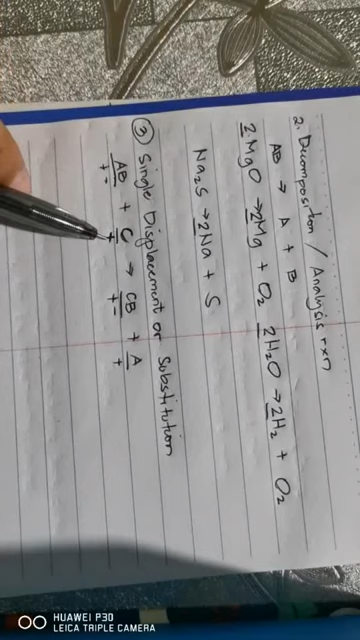 2. Decomposition / Analysis rxn
AB → A + B
2MgO → 2Mg + O₂ 2H₂O → 2H₂ + O₂
Na₂S → 2Na + S
③ Single Displacement or Substitution
AB + C → CB + A
+ - + + - +
HUAWEI P30
LEICA TRIPLE CAMERA